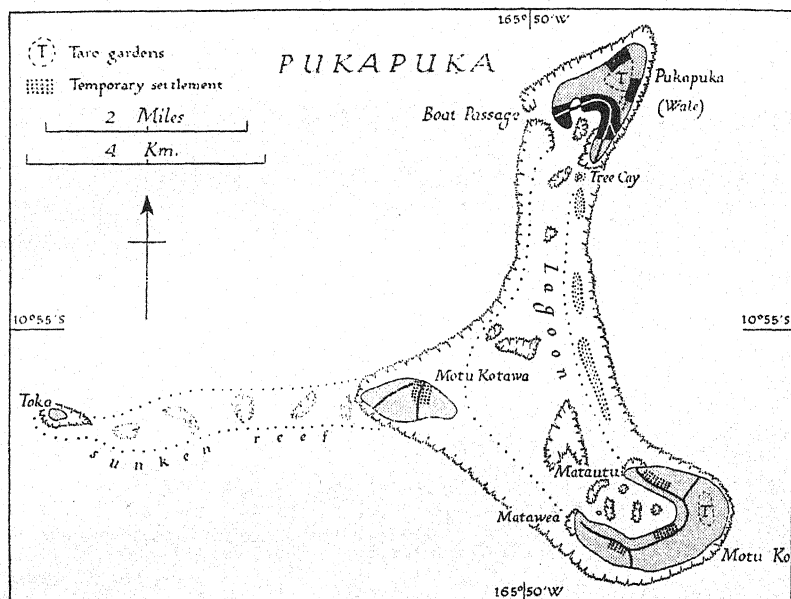 165° 50'W
PUKAPUKA
T Taro gardens
Temporary settlement
2 Miles
4 Km.
Boat Passage
Pukapuka
(Wale)
T
Tree Cay
Lagoon
10°55'S
10°55'S
Motu Kotawa
Toka
sunken reef
Matautu
Matawea
T
Motu Ko
165°50'W